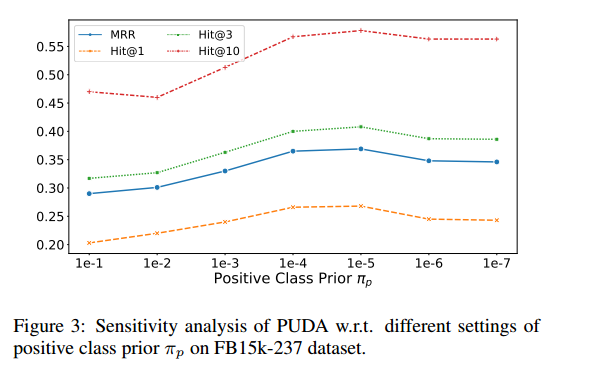 MRR
Hit@3
Hit@1
Hit@10
0.55
0.50
0.45
0.40
0.35
0.30
0.25
0.20
1e-1 1e-2 1e-3 1e-4 1e-5 1e-6 1e-7
Positive Class Prior πp
Figure 3: Sensitivity analysis of PUDA w.r.t. different settings of
positive class prior πp on FB15k-237 dataset.